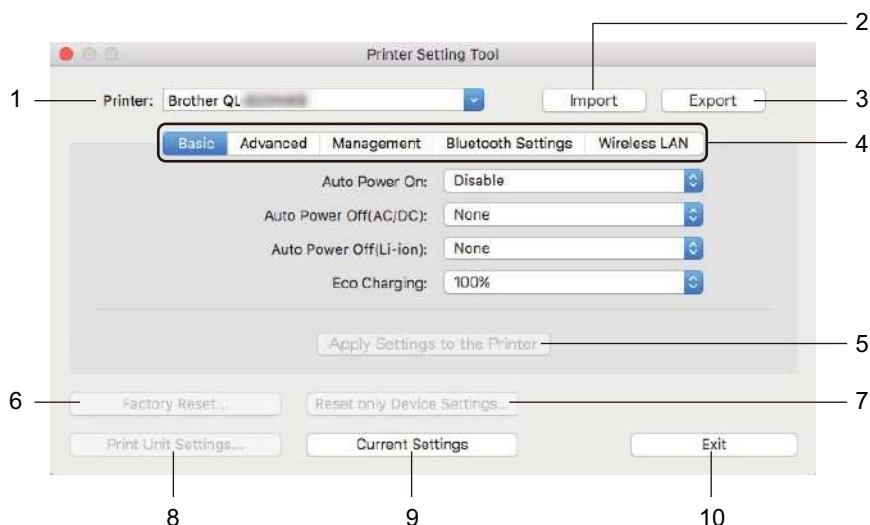 2
Printer Setting Tool
1
Printer:
Brother QL
Import
Export
3
Basic
Advanced
Management
Bluetooth Settings
Wireless LAN
4
Auto Power On:
Disable
Auto Power Off(AC/DC):
None
Auto Power Off(Li-ion):
None
Eco Charging:
100%
Apply Settings to the Printer
5
6
Factory Reset...
Reset only Device Settings...
7
Print Unit Settings...
Current Settings
Exit
8
9
10